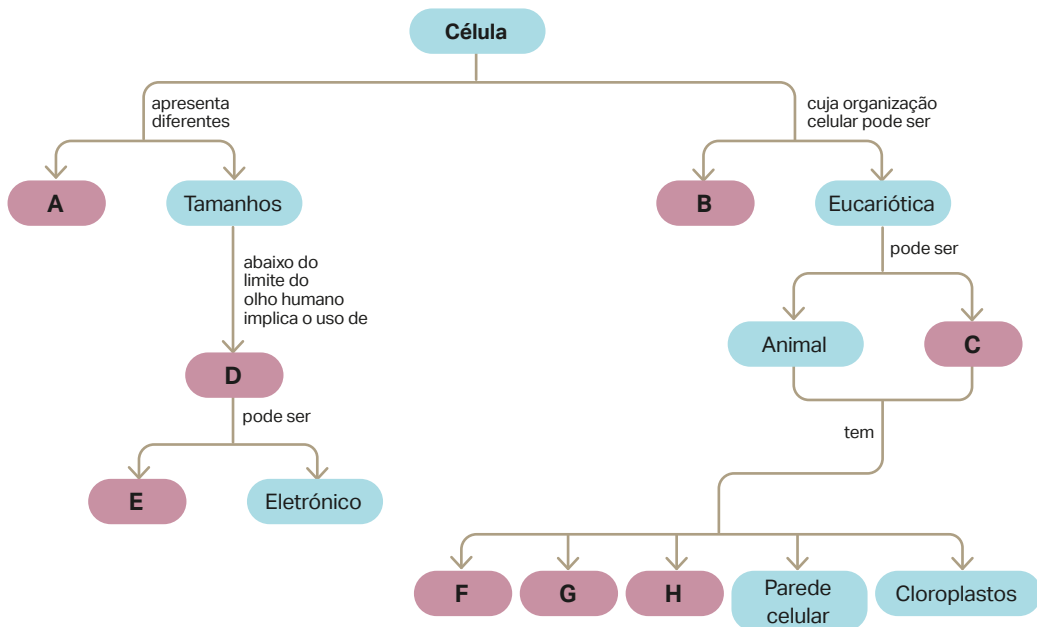 Célula
apresenta
diferentes
cuja organização
celular pode ser
A
Tamanhos
B
Eucariótica
abaixo do
limite do
olho humano
implica o uso de
pode ser
Animal
C
D
pode ser
tem
E
Eletrónico
F
G
H
Parede
celular
Cloroplastos